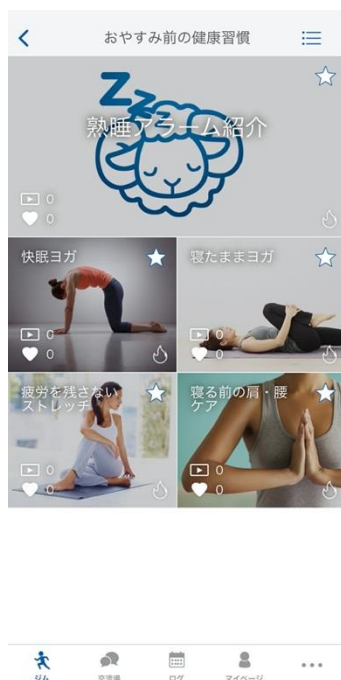 おやすみ前の健康習慣
ZZZ
熟睡アラーム紹介
0
0
快眠ヨガ
0
0
寝たままヨガ
0
0
疲労を残さない
ストレッチ
0
0
寝る前の肩・腰
ケア
0
0
ジム
交流場
ログ
マイページ